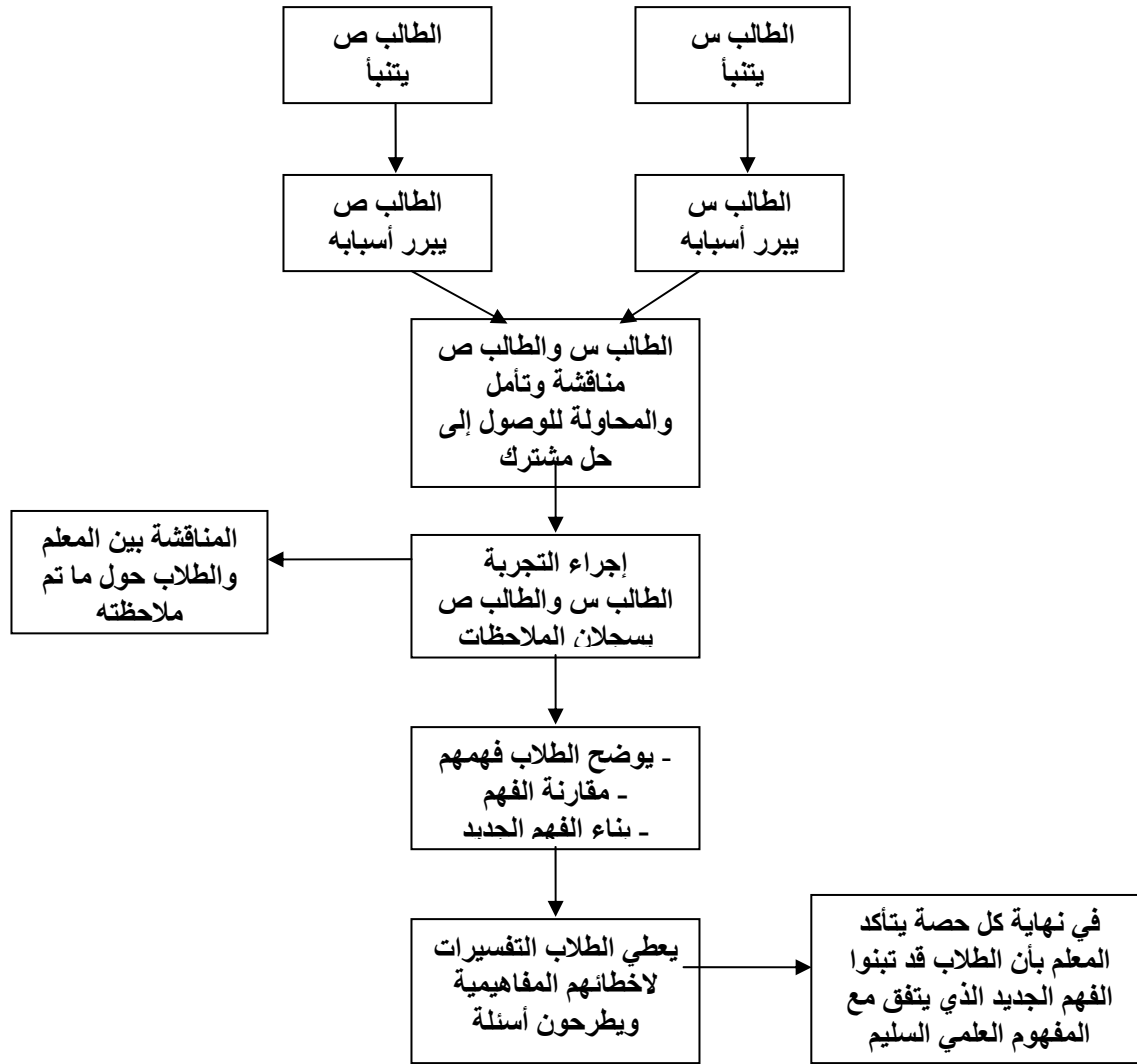 الطالب س
يتنبأ
الطالب ص
يتنبأ
الطالب س
يبرر أسبابه
الطالب ص
يبرر أسبابه
الطالب س والطالب ص
مناقشة وتأمل
والمحاولة للوصول إلى
حل مشترك
إجراء التجربة
الطالب س والطالب ص
يسجلان الملاحظات
المناقشة بين المعلم
والطلاب حول ما تم
ملاحظته
- يوضح الطلاب فهمهم
- مقارنة الفهم
- بناء الفهم الجديد
يعطي الطلاب التفسيرات
لاخطائهم المفاهيمية
ويطرحون أسئلة
في نهاية كل حصة يتأكد
المعلم بأن الطلاب قد تبنوا
الفهم الجديد الذي يتفق مع
المفهوم العلمي السليم